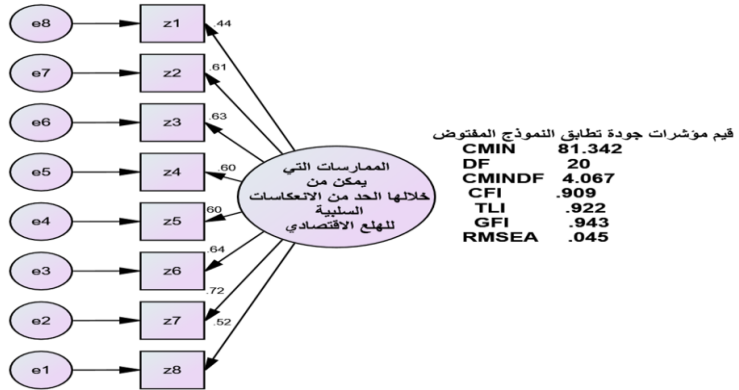 e8 z1 .44
e7 z2 .61
e6 z3 .63
e5 z4 .60
e4 z5 .60
e3 z6 .64
e2 z7 .72
e1 z8 .52
الممارسات التي
يمكن من
خلالها الحد من الانعكاسات
السلبية
للهلع الاقتصادي
قيم مؤشرات جودة تطابق النموذج المفتوض
CMIN 81.342
DF 20
CMINDF 4.067
CFI .909
TLI .922
GFI .943
RMSEA .045